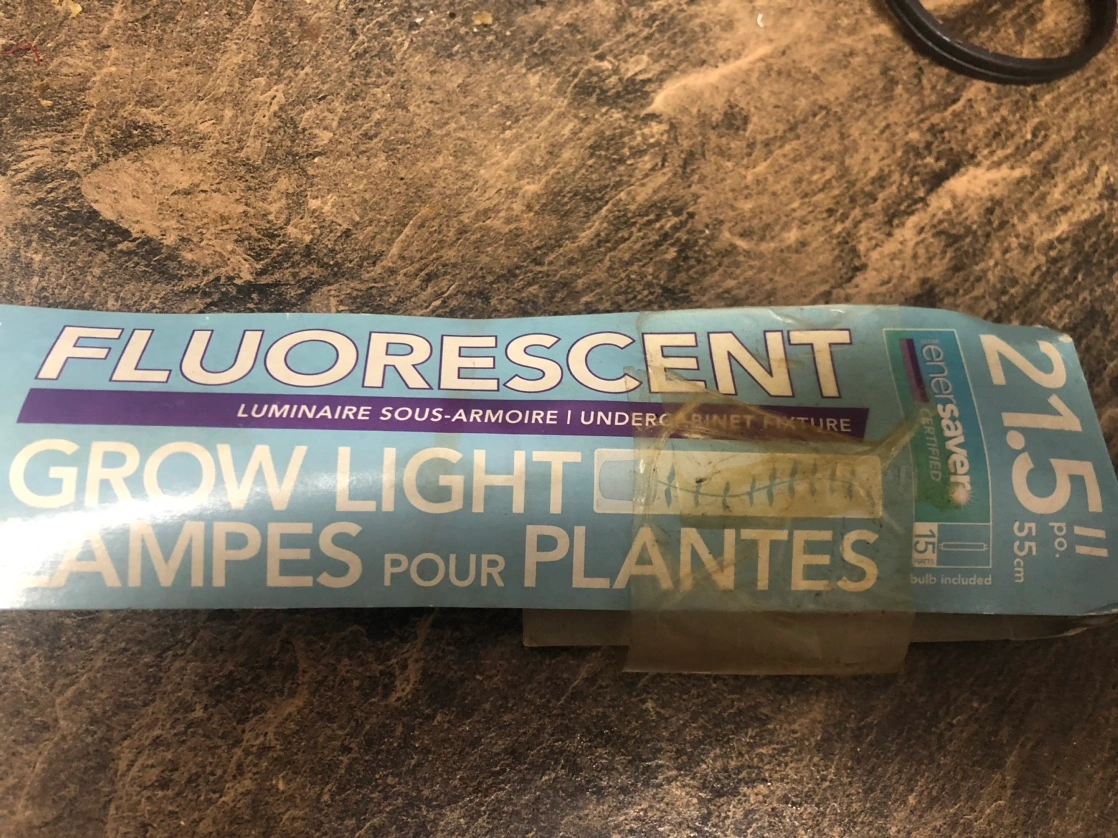 FLUORESCENT
LUMINAIRE SOUS-ARMOIRE | UNDERCABINET FIXTURE
GROW LIGHT
LAMPES POUR PLANTES
enersaver
CERTIFIED
15
WATTS
bulb included
21.5"
po.
55cm